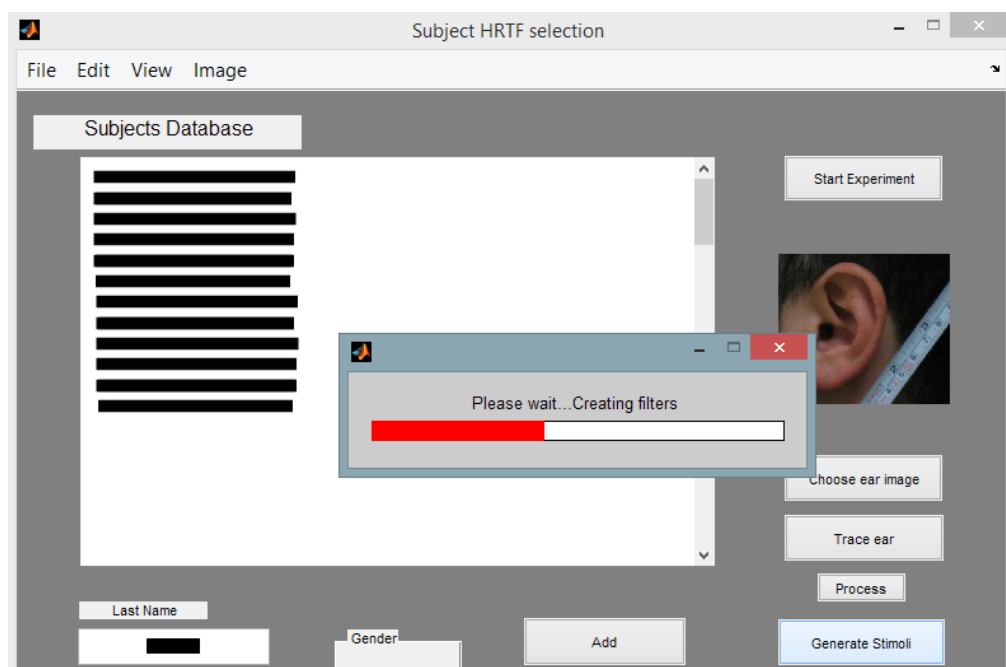 Subject HRTF selection
File Edit View Image
Subjects Database
Start Experiment
Please wait...Creating filters
Choose ear image
Trace ear
Process
Last Name
Gender
Add
Generate Stimoli